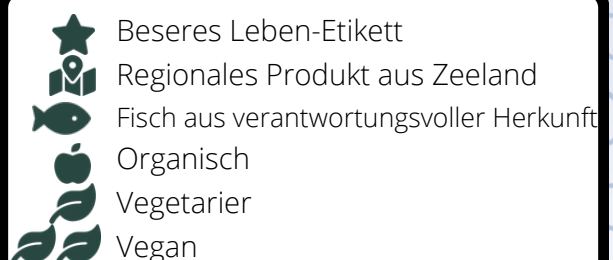 Beseres Leben-Etikett
Regionales Produkt aus Zeeland
Fisch aus verantwortungsvoller Herkunft
Organisch
Vegetarier
Vegan